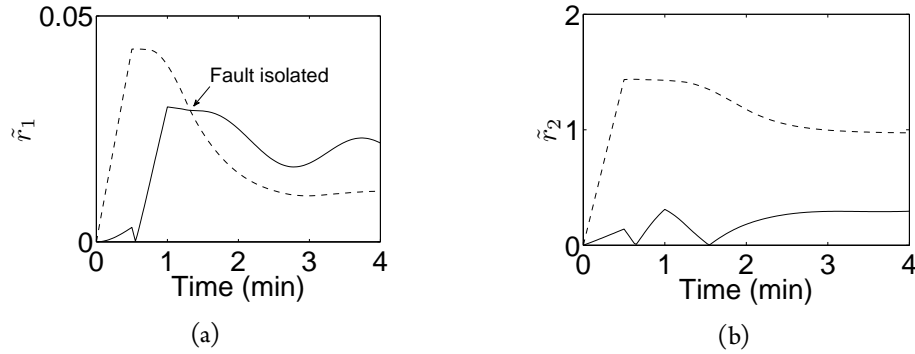 0.05
Fault isolated
r̃₁
0
0 1 2 3 4
Time (min)
(a)
2
1
r̃₂
0
0 1 2 3 4
Time (min)
(b)